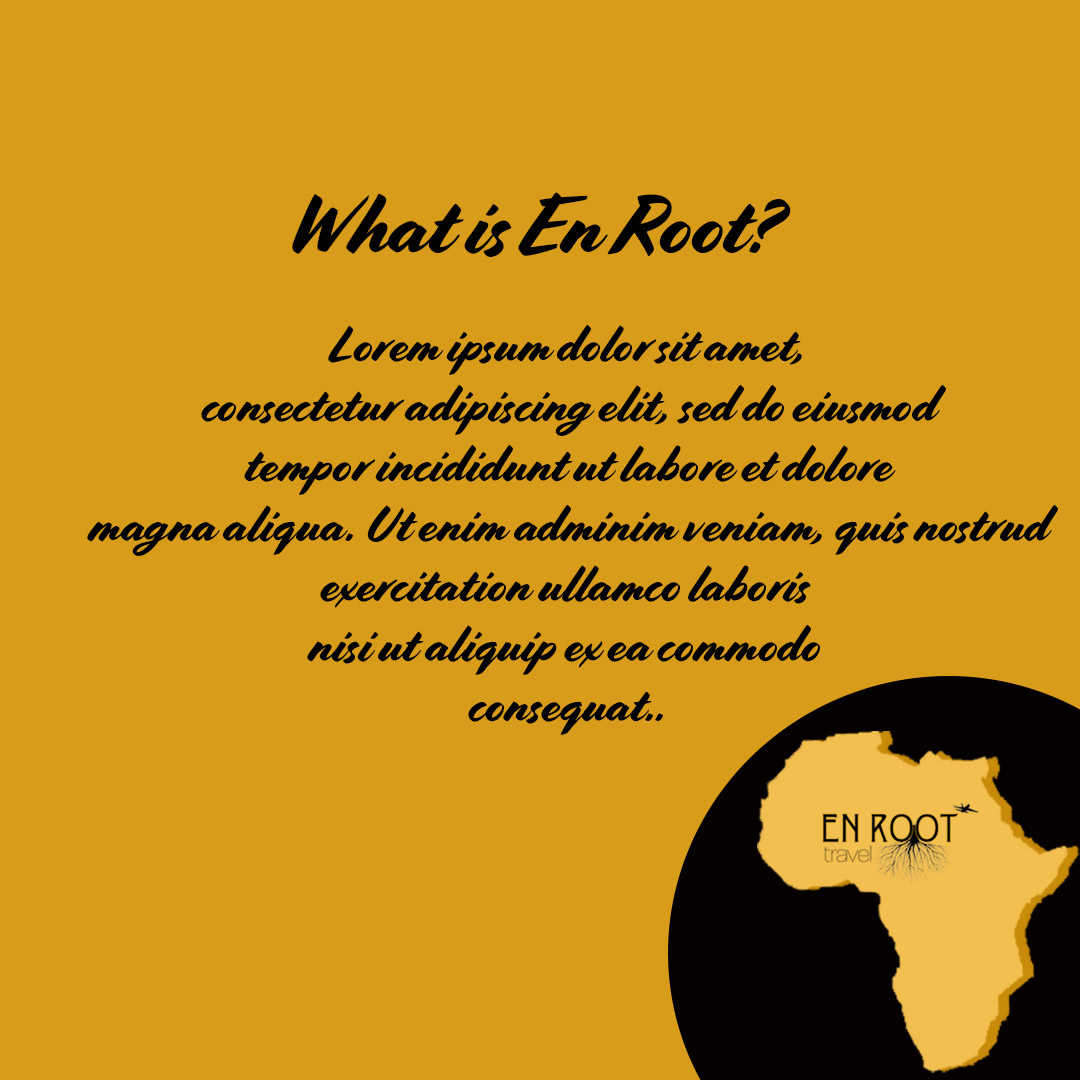 What is En Root?
Lorem ipsum dolor sit amet,
consectetur adipiscing elit, sed do eiusmod
tempor incididunt ut labore et dolore
magna aliqua. Ut enim adminim veniam, quis nostrud
exercitation ullamco laboris
nisi ut aliquip ex ea commodo
consequat..
EN ROOT
travel